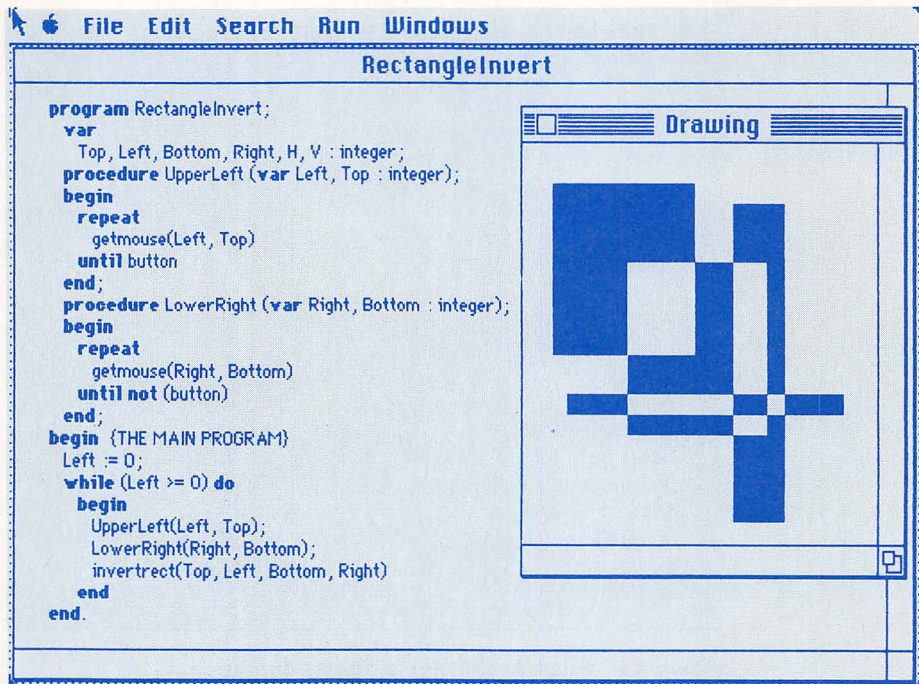 File Edit Search Run Windows
RectangleInvert
program RectangleInvert;
var
Top, Left, Bottom, Right, H, V : integer;
procedure UpperLeft (var Left, Top : integer);
begin
repeat
getmouse(Left, Top)
until button
end;
procedure LowerRight (var Right, Bottom : integer);
begin
repeat
getmouse(Right, Bottom)
until not (button)
end;
begin {THE MAIN PROGRAM}
Left := 0;
while (Left >= 0) do
begin
UpperLeft(Left, Top);
LowerRight(Right, Bottom);
invertrect(Top, Left, Bottom, Right)
end
end.
Drawing